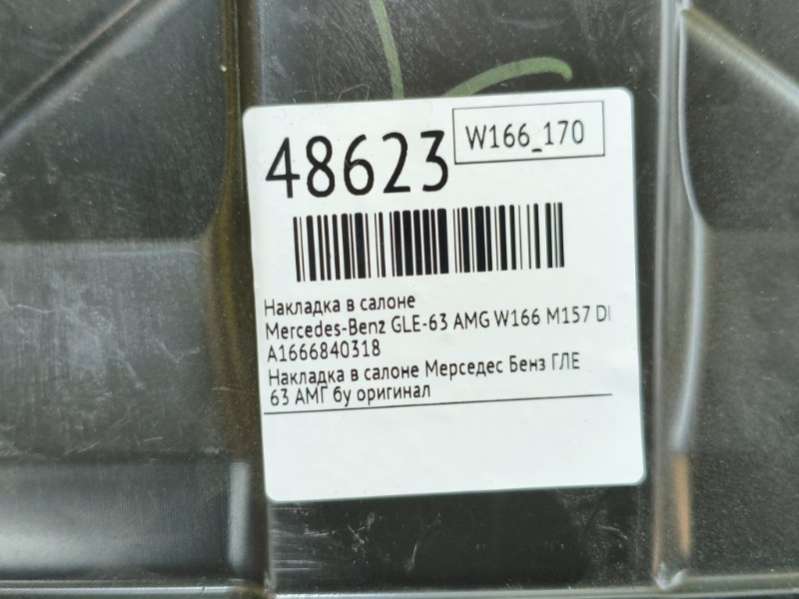 48623
W166_170
Накладка в салоне
Mercedes-Benz GLE-63 AMG W166 M157 DI
A1666840318
Накладка в салоне Мерседес Бенз ГЛЕ
63 АМГ бу оригинал